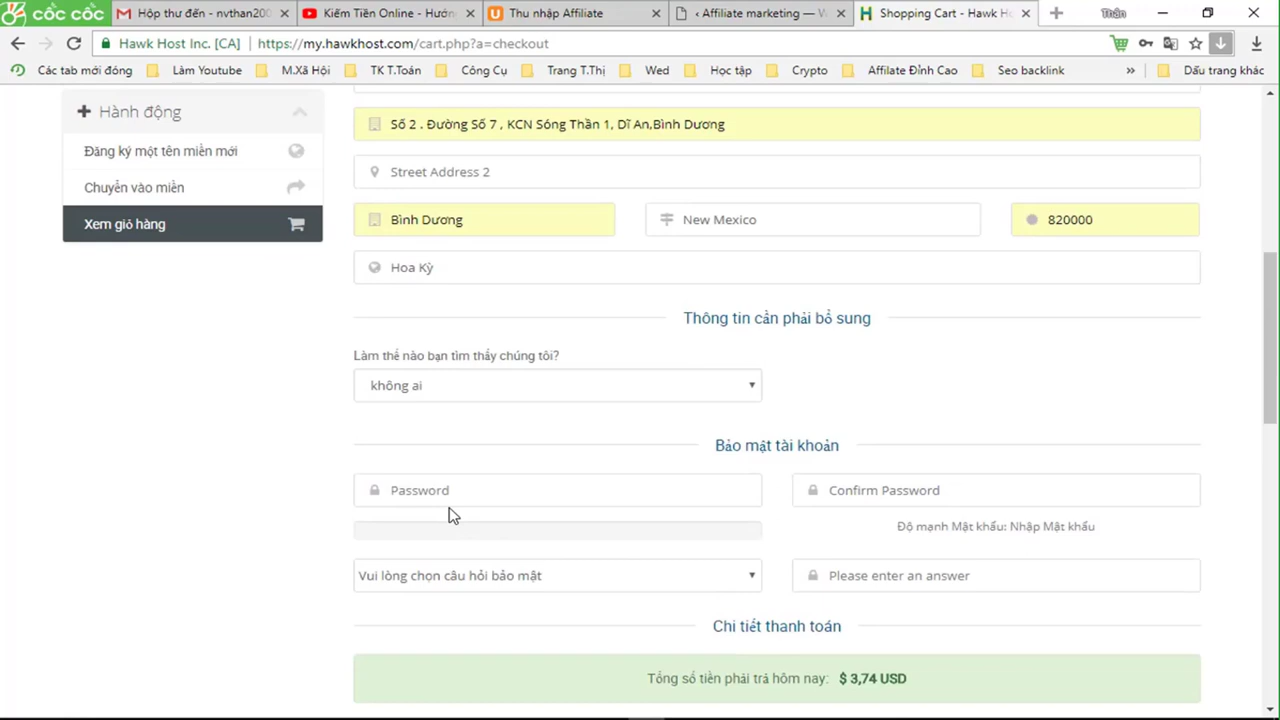 cốc cốc
Hộp thư đến - nvthan200
Kiếm Tiền Online - Hướng
Thu nhập Affiliate
‹ Affiliate marketing — W
Shopping Cart - Hawk Ho
Thân
Hawk Host Inc. [CA]
https://my.hawkhost.com/cart.php?a=checkout
Các tab mới đóng
Làm Youtube
M.Xã Hội
TK T.Toán
Công Cụ
Trang T.Thị
Wed
Học tập
Crypto
Affilate Đỉnh Cao
Seo backlink
»
Dấu trang khác
Hành động
Đăng ký một tên miền mới
Chuyển vào miền
Xem giỏ hàng
Số 2 . Đường Số 7 , KCN Sóng Thần 1, Dĩ An,Bình Dương
Street Address 2
Bình Dương
New Mexico
820000
Hoa Kỳ
Thông tin cần phải bổ sung
Làm thế nào bạn tìm thấy chúng tôi?
không ai
Bảo mật tài khoản
Password
Confirm Password
Độ mạnh Mật khẩu: Nhập Mật khẩu
Vui lòng chọn câu hỏi bảo mật
Please enter an answer
Chi tiết thanh toán
Tổng số tiền phải trả hôm nay: $ 3,74 USD